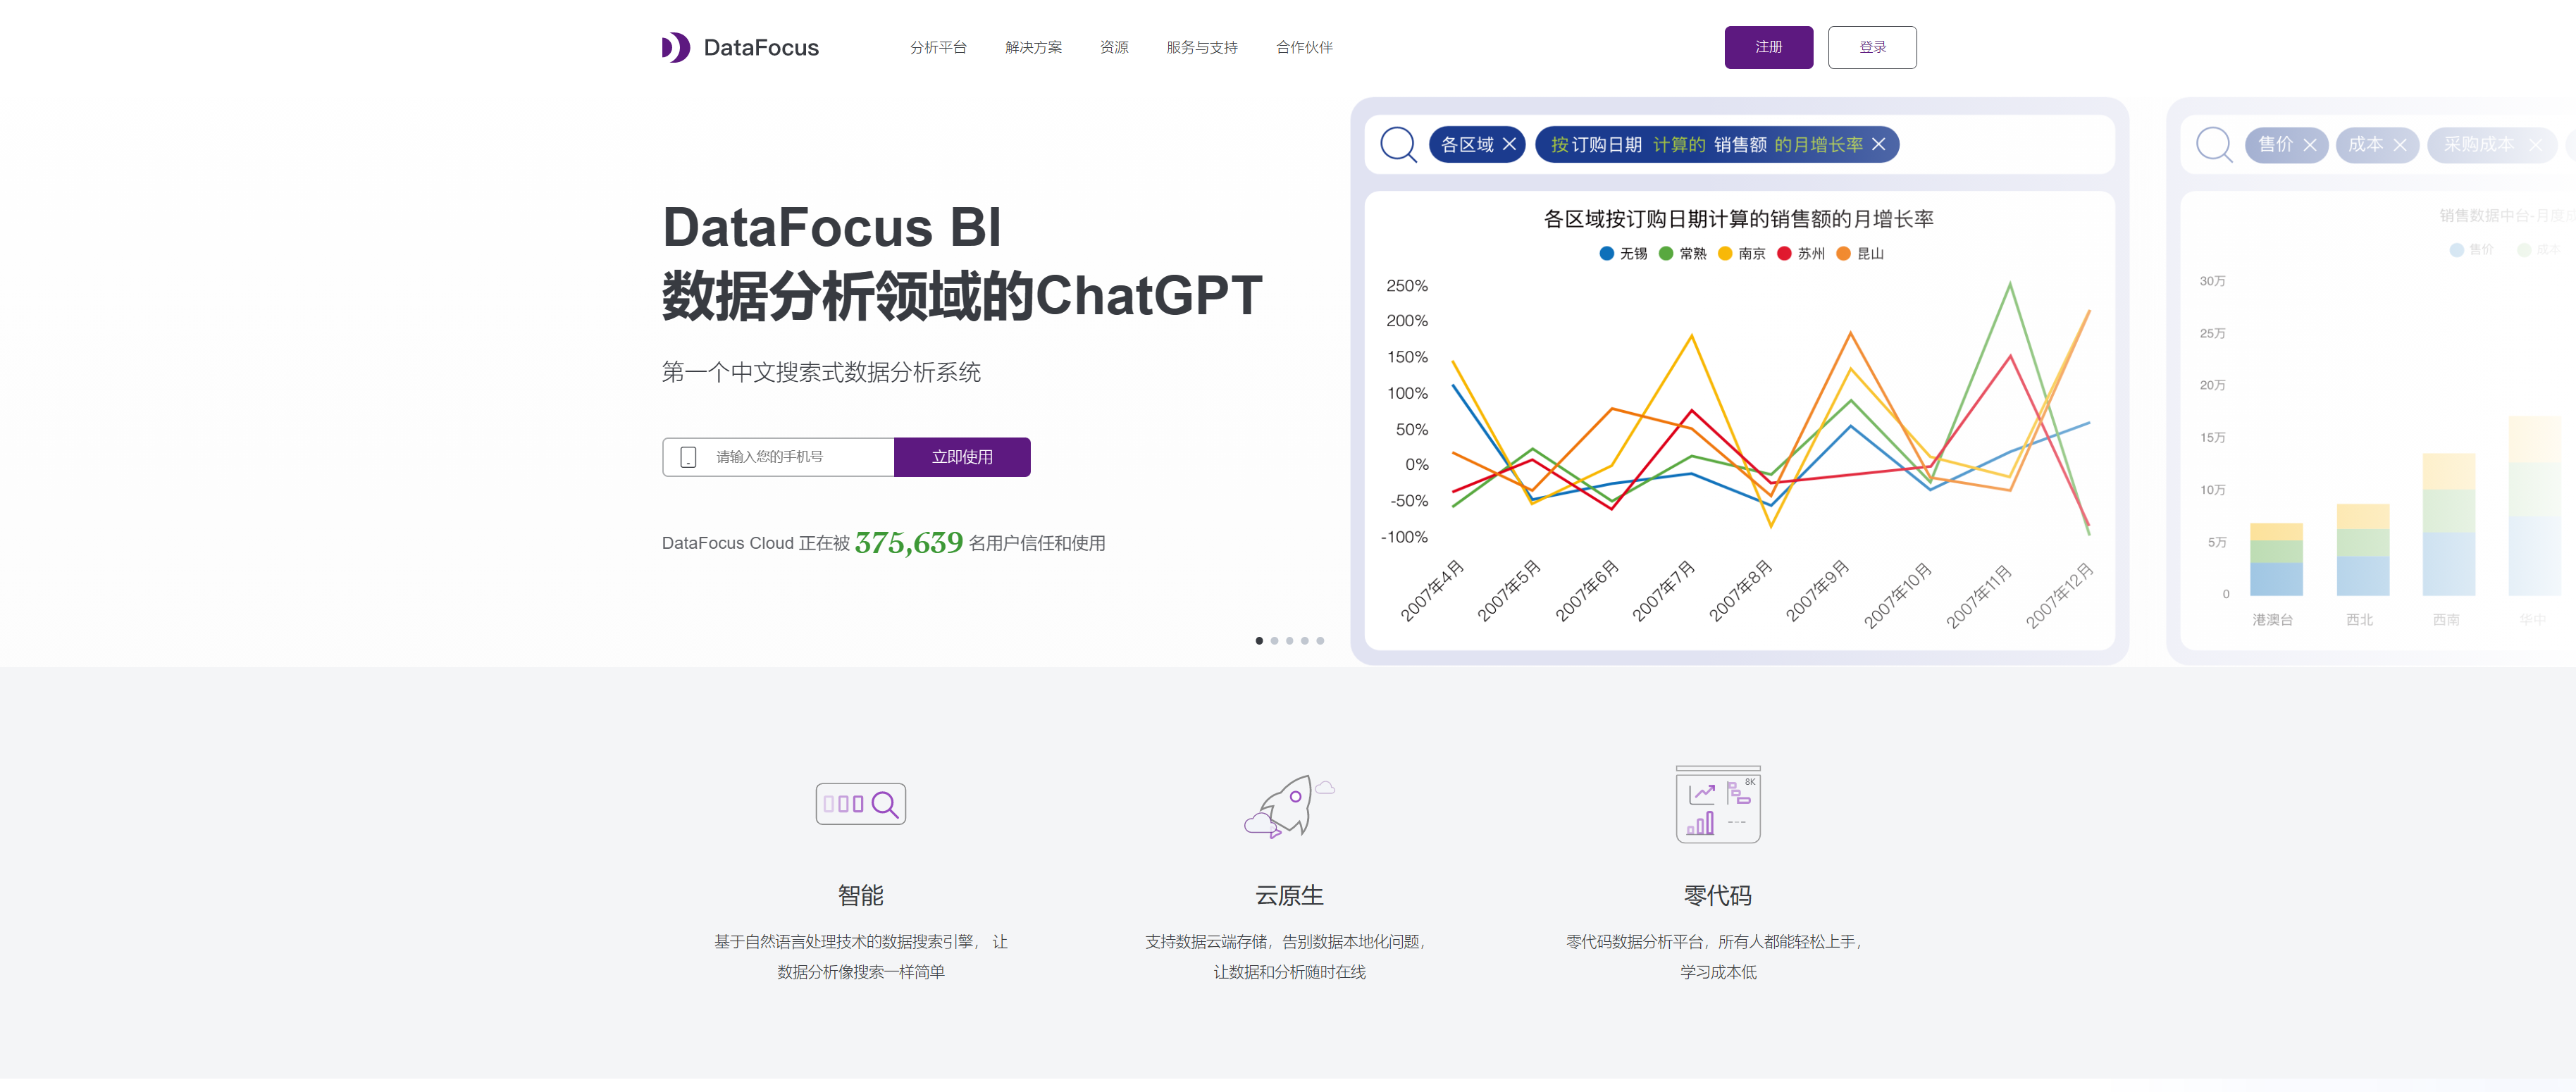 DataFocus
分析平台 解决方案 资源 服务与支持 合作伙伴
注册 登录
DataFocus BI
数据分析领域的ChatGPT
第一个中文搜索式数据分析系统
请输入您的手机号 立即使用
DataFocus Cloud 正在被 375,639 名用户信任和使用
各区域 按订购日期 计算的 销售额 的月增长率
各区域按订购日期计算的销售额的月增长率
无锡 常熟 南京 苏州 昆山
250%
200%
150%
100%
50%
0%
-50%
-100%
2007年4月 2007年5月 2007年6月 2007年7月 2007年8月 2007年9月 2007年10月 2007年11月 2007年12月
售价 成本 采购成本
销售数据中台-月度
售价 成本
30万
25万
20万
15万
10万
5万
0
港澳台 西北 西南 华中
8K
智能
基于自然语言处理技术的数据搜索引擎， 让
数据分析像搜索一样简单
云原生
支持数据云端存储，告别数据本地化问题，
让数据和分析随时在线
零代码
零代码数据分析平台，所有人都能轻松上手，
学习成本低